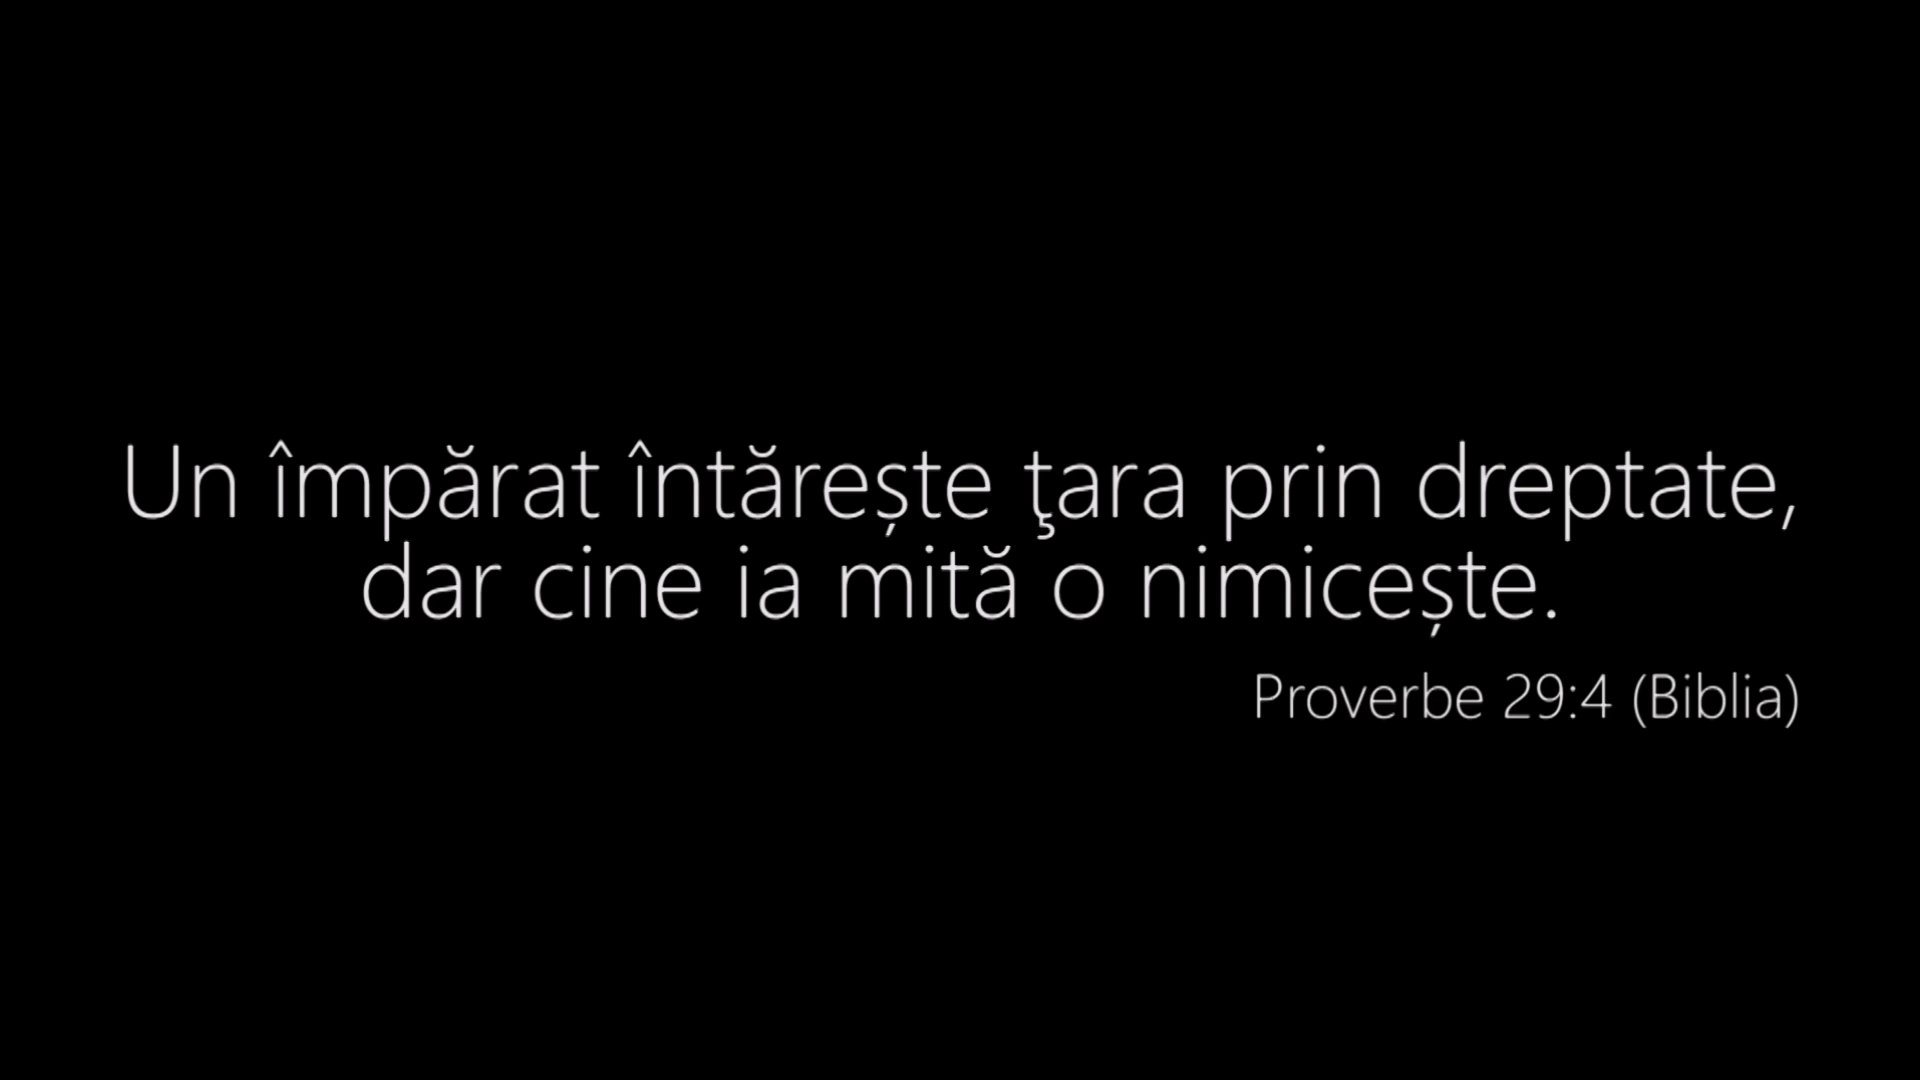 Un împărat întărește ţara prin dreptate,
dar cine ia mită o nimicește.
Proverbe 29:4 (Biblia)